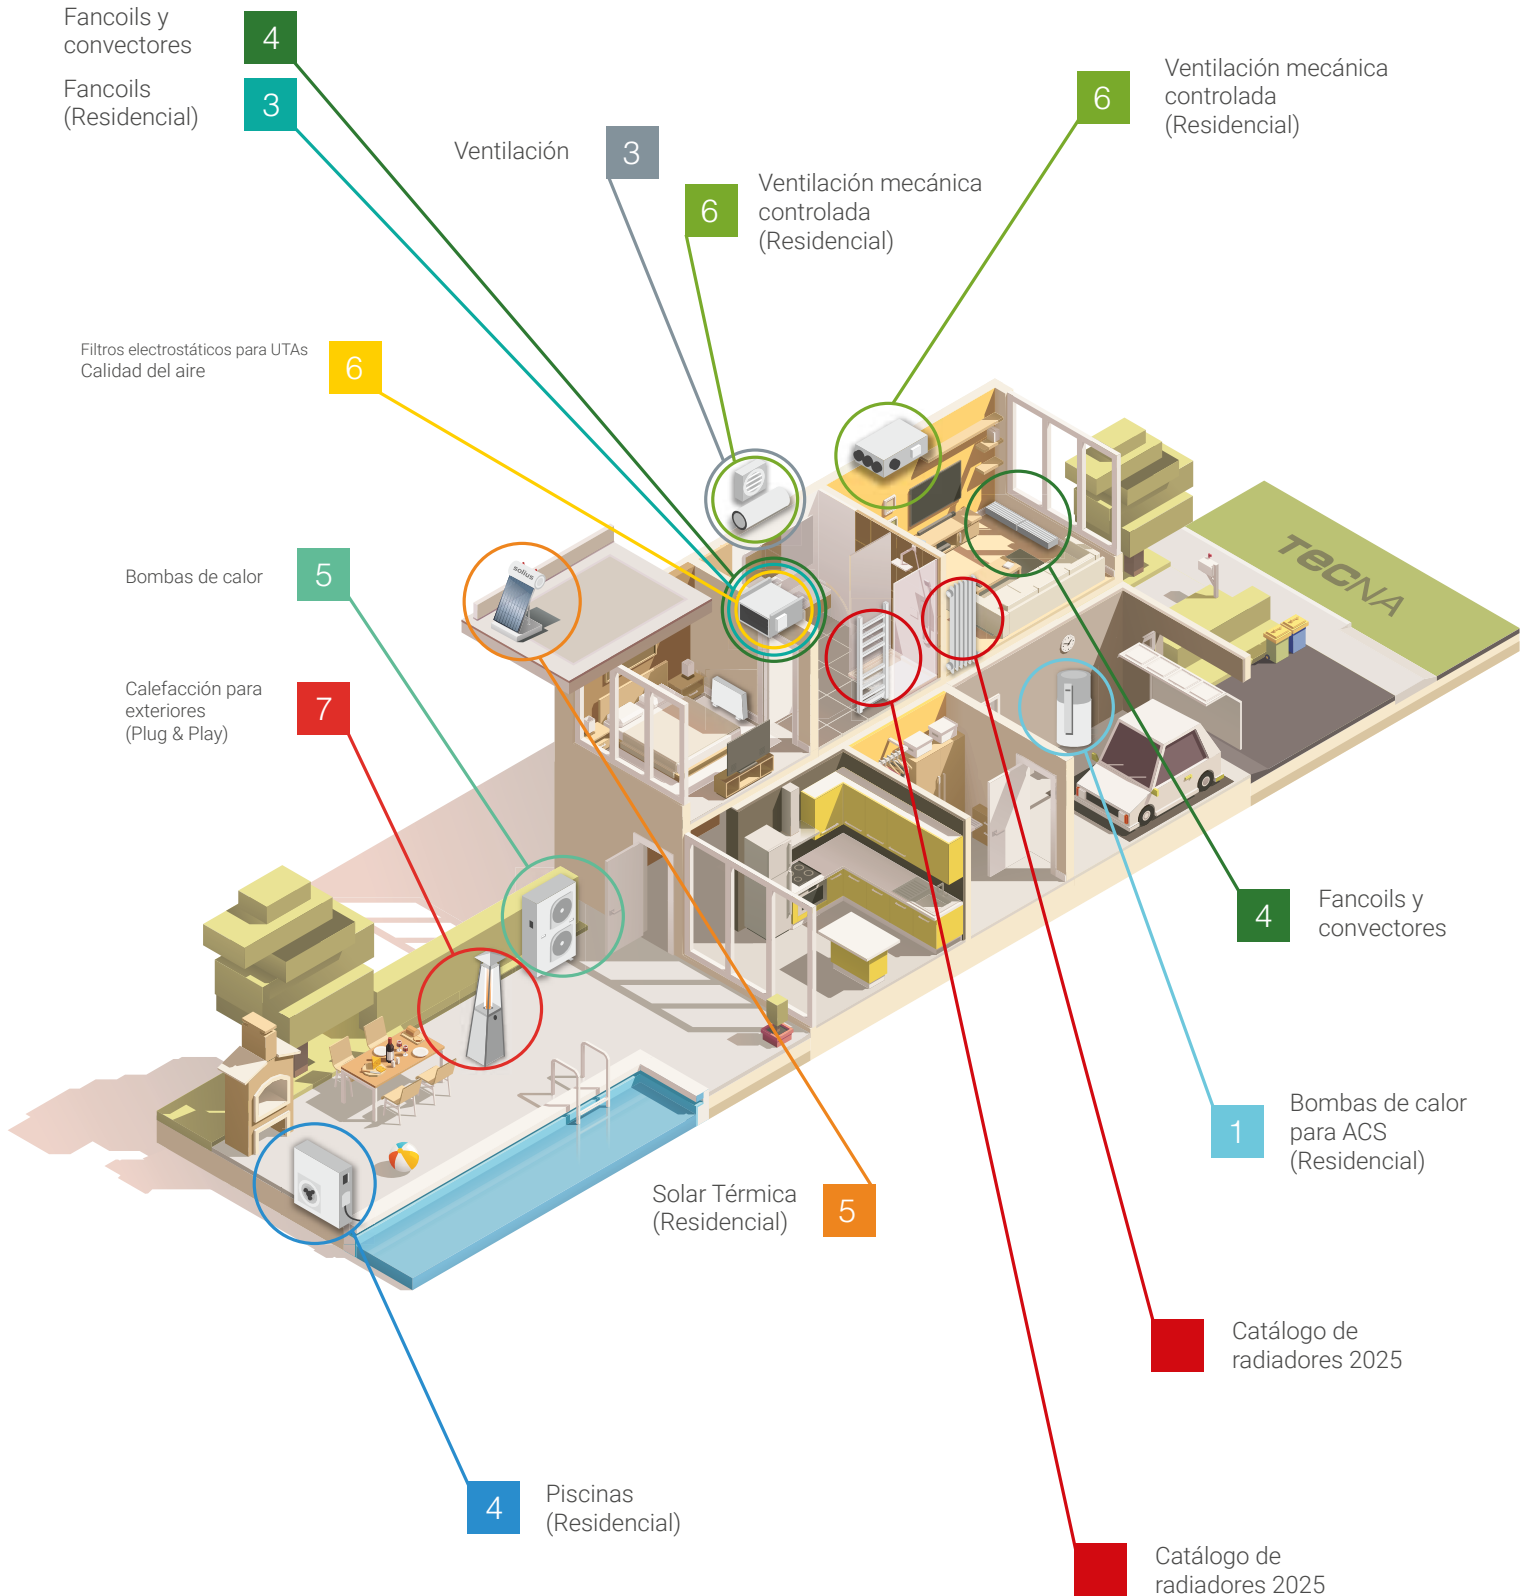 Fancoils y
convectores
4
Fancoils
(Residencial)
3
Ventilación
3
6
Ventilación mecánica
controlada
(Residencial)
6
Ventilación mecánica
controlada
(Residencial)
Filtros electrostáticos para UTAs
Calidad del aire
6
Bombas de calor
5
Calefacción para
exteriores
(Plug & Play)
7
solius
TECNA
4
Fancoils y
convectores
1
Bombas de calor
para ACS
(Residencial)
Solar Térmica
(Residencial)
5
Catálogo de
radiadores 2025
4
Piscinas
(Residencial)
Catálogo de
radiadores 2025